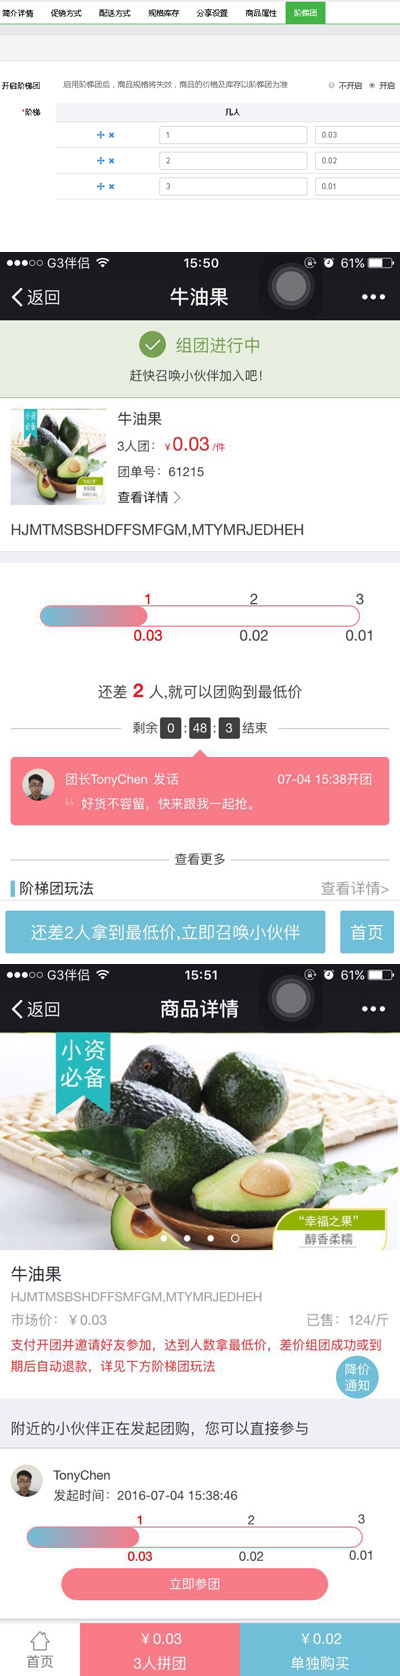 简介详情 促销方式 配送方式 规格库存 分享设置 商品属性 阶梯团
开启阶梯团 启用阶梯团后，商品规格将失效，商品的价格及库存以阶梯团为准 不开启 开启
*阶梯 几人
1 0.03
2 0.02
3 0.01
G3伴侣 15:50 61%
返回 牛油果
组团进行中
赶快召唤小伙伴加入吧！
小资
必备
牛油果
3人团：￥0.03/件
团单号：61215
查看详情
HJMTMSBSHDFFSMFGM,MTYMRJEDHEH
1 2 3
0.03 0.02 0.01
还差 2 人,就可以团购到最低价
剩余 0 : 48 : 3 结束
团长TonyChen 发话 07-04 15:38开团
好货不容留，快来跟我一起抢。
查看更多
阶梯团玩法 查看详情>
还差2人拿到最低价,立即召唤小伙伴 首页
G3伴侣 15:51 61%
返回 商品详情
小资
必备
“幸福之果”
醇香柔糯
牛油果
HJMTMSBSHDFFSMFGM,MTYMRJEDHEH
市场价：￥0.03 已售：124/斤
支付开团并邀请好友参加，达到人数拿最低价，差价组团成功或到
期后自动退款，详见下方阶梯团玩法
降价
通知
附近的小伙伴正在发起团购，您可以直接参与
TonyChen
发起时间：2016-07-04 15:38:46
1 2 3
0.03 0.02 0.01
立即参团
首页
￥0.03
3人拼团
￥0.02
单独购买